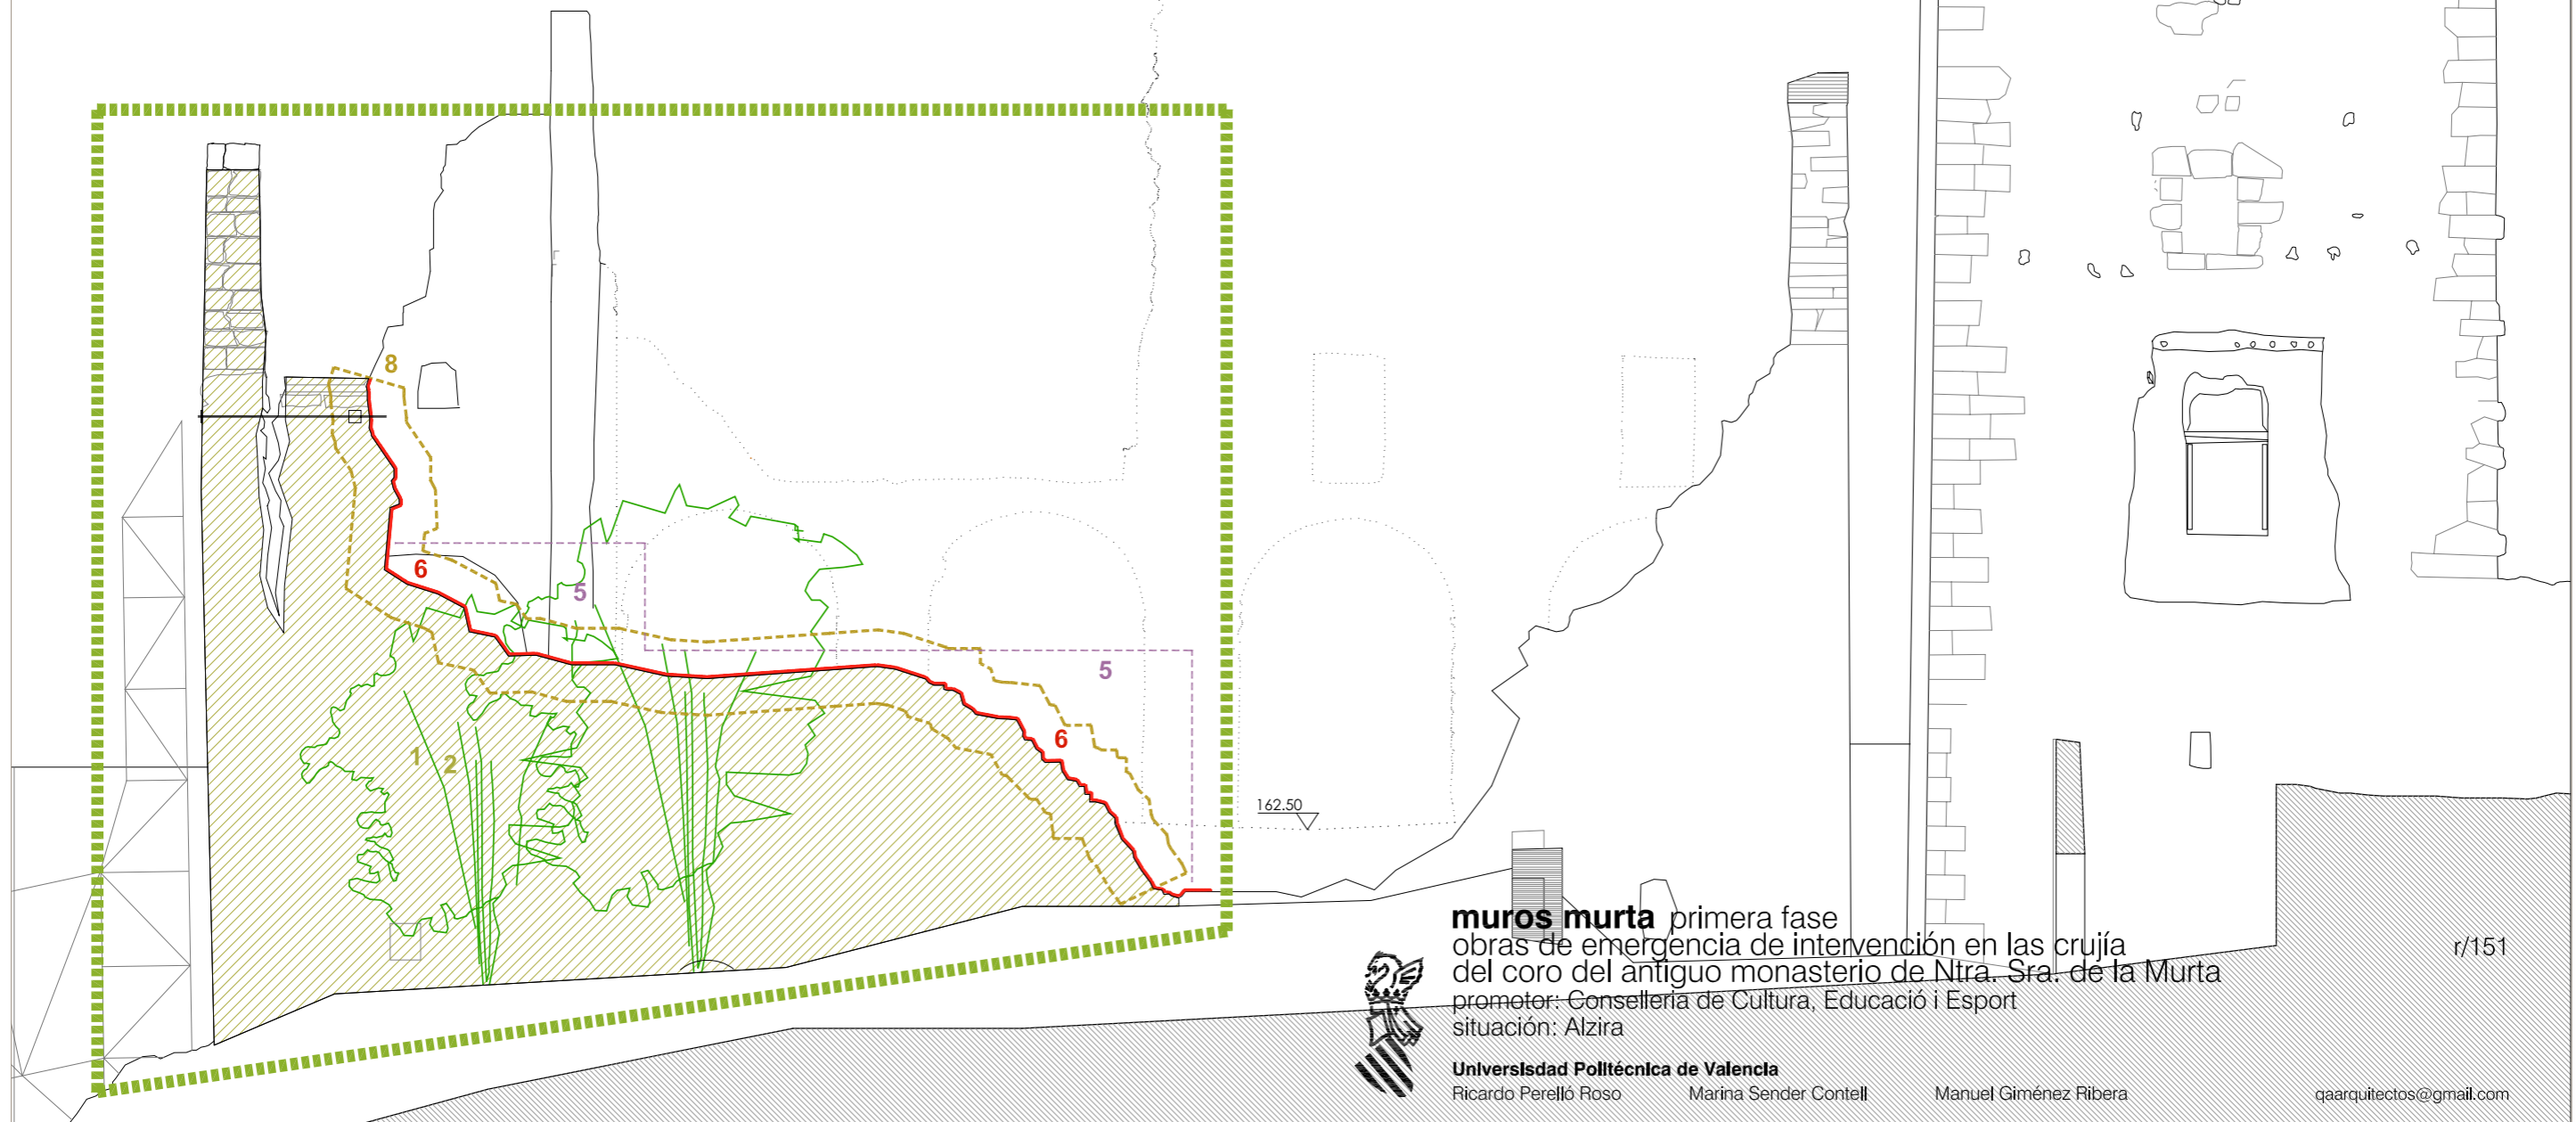 8
6
5
5
6
1 2
162.50
muros murta primera fase
obras de emergencia de intervención en las crujía
del coro del antiguo monasterio de Ntra. Sra. de la Murta
promotor: Conselleria de Cultura, Educació i Esport
situación: Alzira
r/151
Universisdad Politécnica de Valencia
Ricardo Perelló Roso Marina Sender Contell Manuel Giménez Ribera qaarquitectos@gmail.com